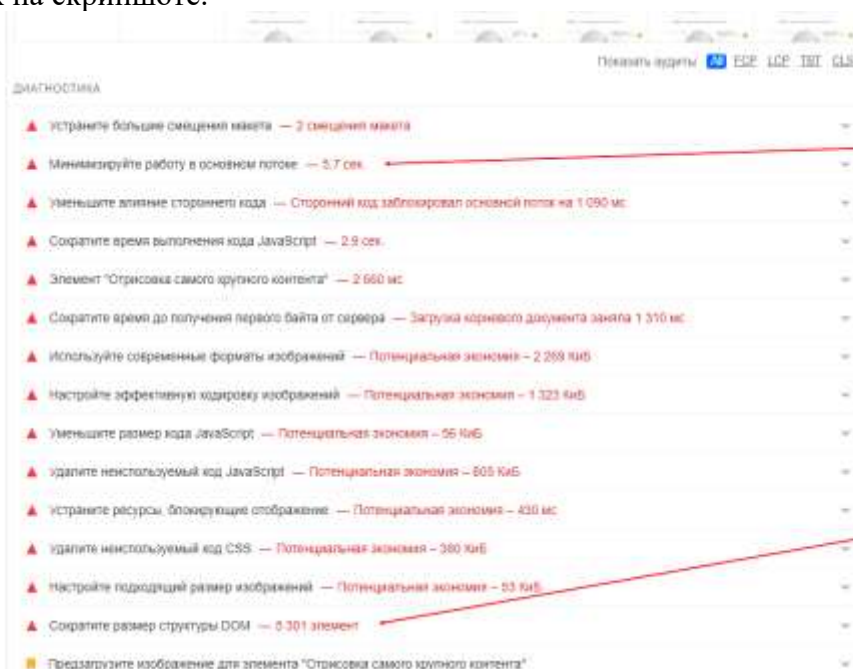 к на скриншоте.
Показать аудиты: All FCP LCP TBT CLS
ДИАГНОСТИКА
Устраните большие смещения макета — 2 смещения макета
Минимизируйте работу в основном потоке — 5,7 сек.
Уменьшите влияние стороннего кода — Сторонний код заблокировал основной поток на 1 090 мс
Сократите время выполнения кода JavaScript — 2,9 сек.
Элемент "Отрисовка самого крупного контента" — 2 660 мс
Сократите время до получения первого байта от сервера — Загрузка корневого документа заняла 1 310 мс
Используйте современные форматы изображений — Потенциальная экономия – 2 269 КиБ
Настройте эффективную кодировку изображений — Потенциальная экономия – 1 323 КиБ
Уменьшите размер кода JavaScript — Потенциальная экономия – 56 КиБ
Удалите неиспользуемый код JavaScript — Потенциальная экономия – 605 КиБ
Устраните ресурсы, блокирующие отображение — Потенциальная экономия – 430 мс
Удалите неиспользуемый код CSS — Потенциальная экономия – 380 КиБ
Настройте подходящий размер изображений — Потенциальная экономия – 53 КиБ
Сократите размер структуры DOM — 5 301 элемент
Предзагрузите изображение для элемента "Отрисовка самого крупного контента"